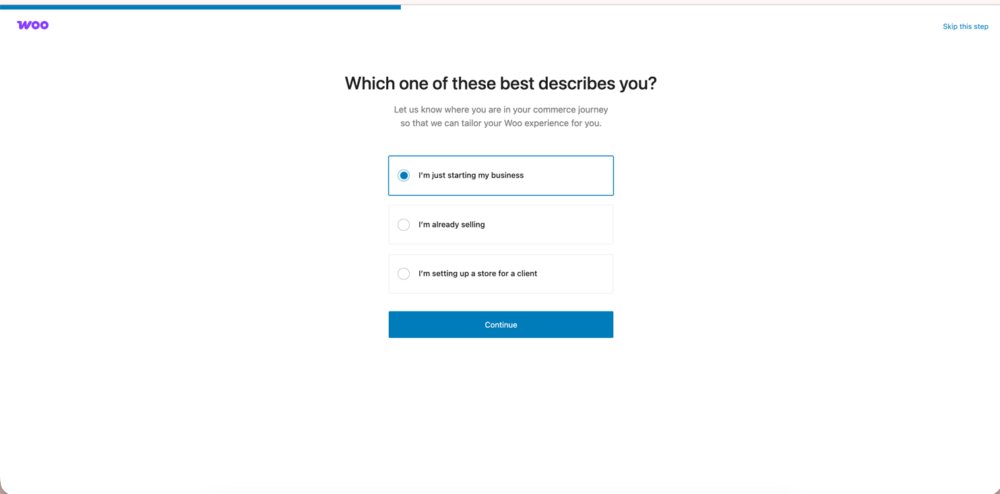 Woo
Skip this step
Which one of these best describes you?
Let us know where you are in your commerce journey
so that we can tailor your Woo experience for you.
I’m just starting my business
I’m already selling
I’m setting up a store for a client
Continue